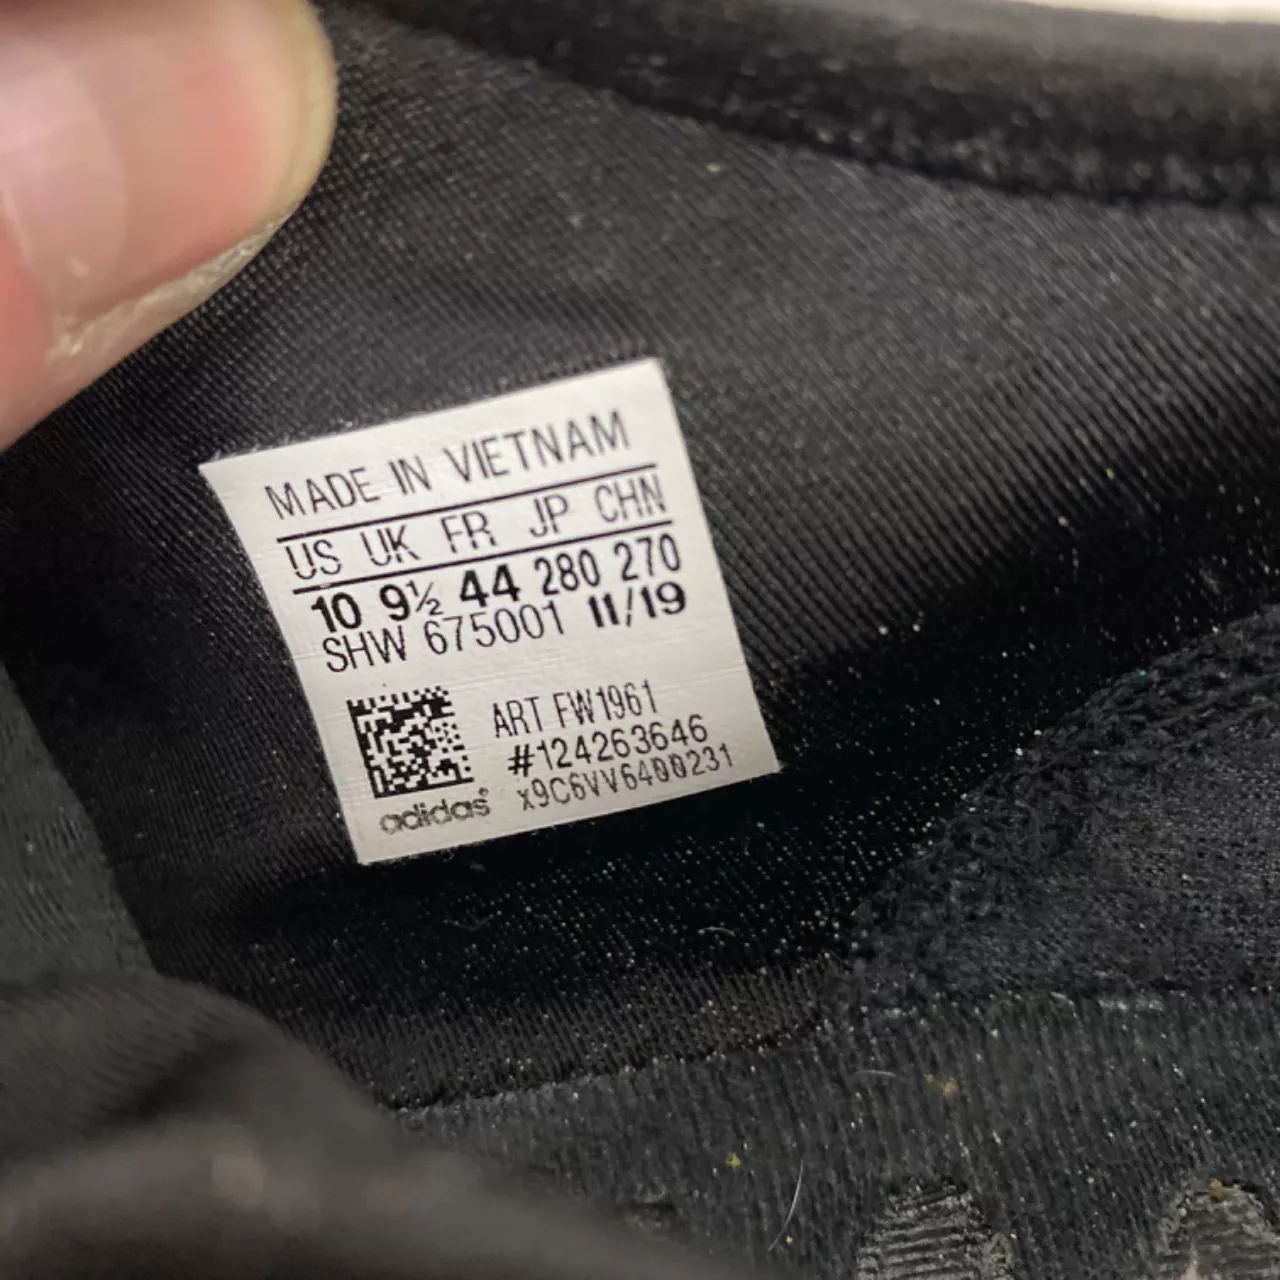 MADE IN VIETNAM
US UK FR JP CHN
10 9½ 44 280 270
SHW 675001 11/19
ART FW1961
#124263646
x9C6VV6400231
adidas®